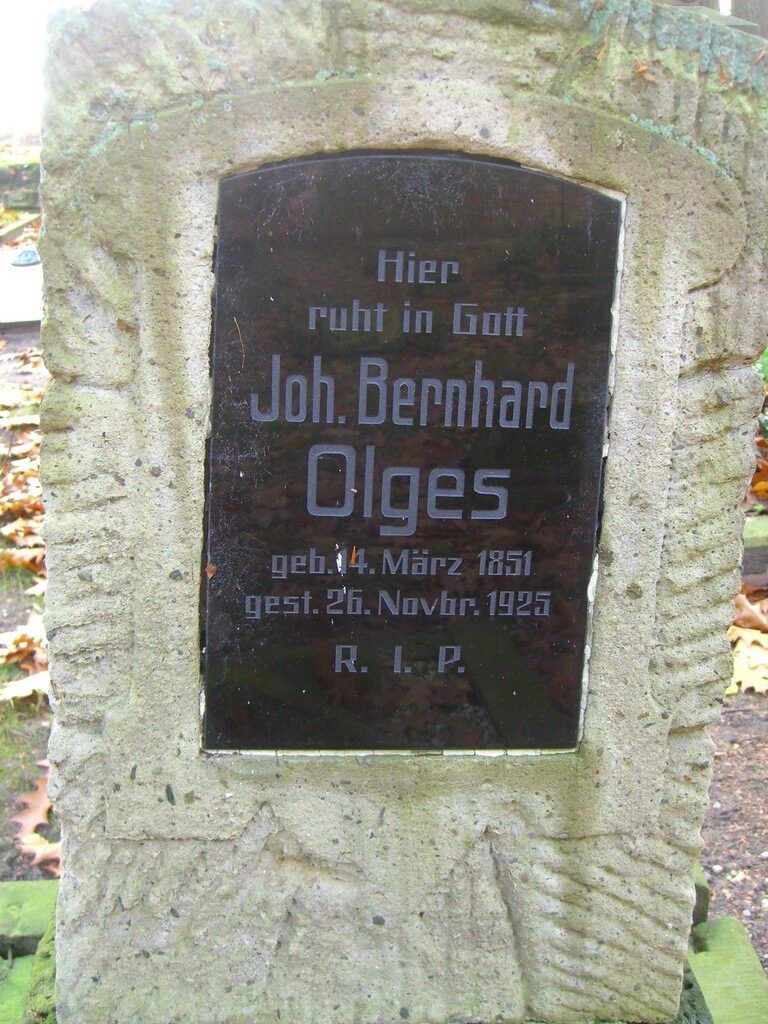 Hier
ruht in Gott
Joh. Bernhard
Olges
geb. 14. März 1851
gest. 26. Novbr. 1925
R. I. P.